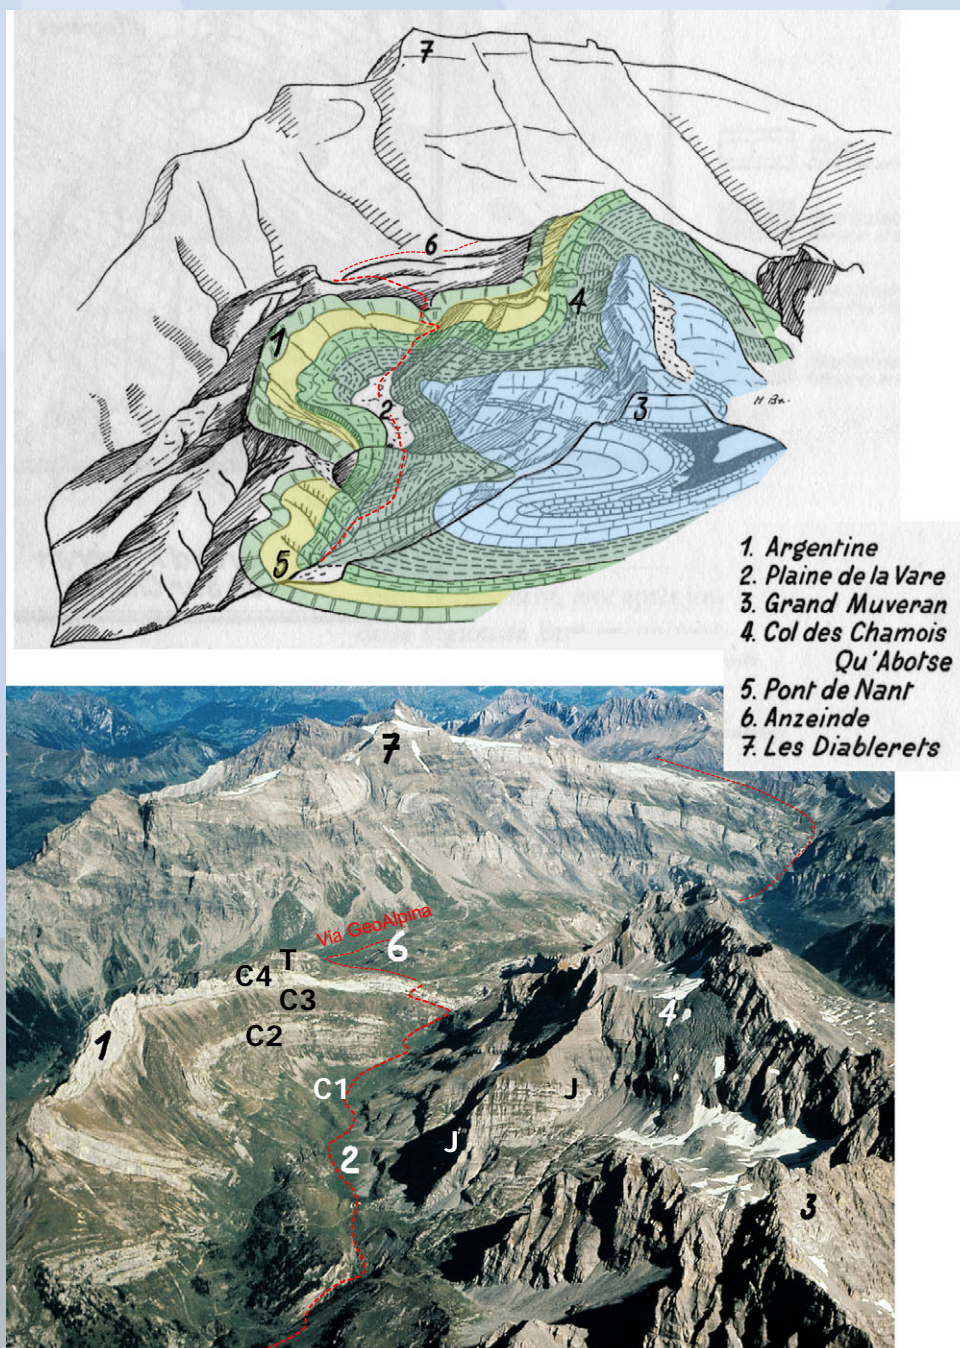 7
6
1
4
2
3
H Bn.
5
1. Argentine
2. Plaine de la Vare
3. Grand Muveran
4. Col des Chamois
Qu'Abotse
5. Pont de Nant
6. Anzeinde
7. Les Diablerets
7
Via GeoAlpina
6
T
C4
C3
4
C2
1
C1
J
J
2
3